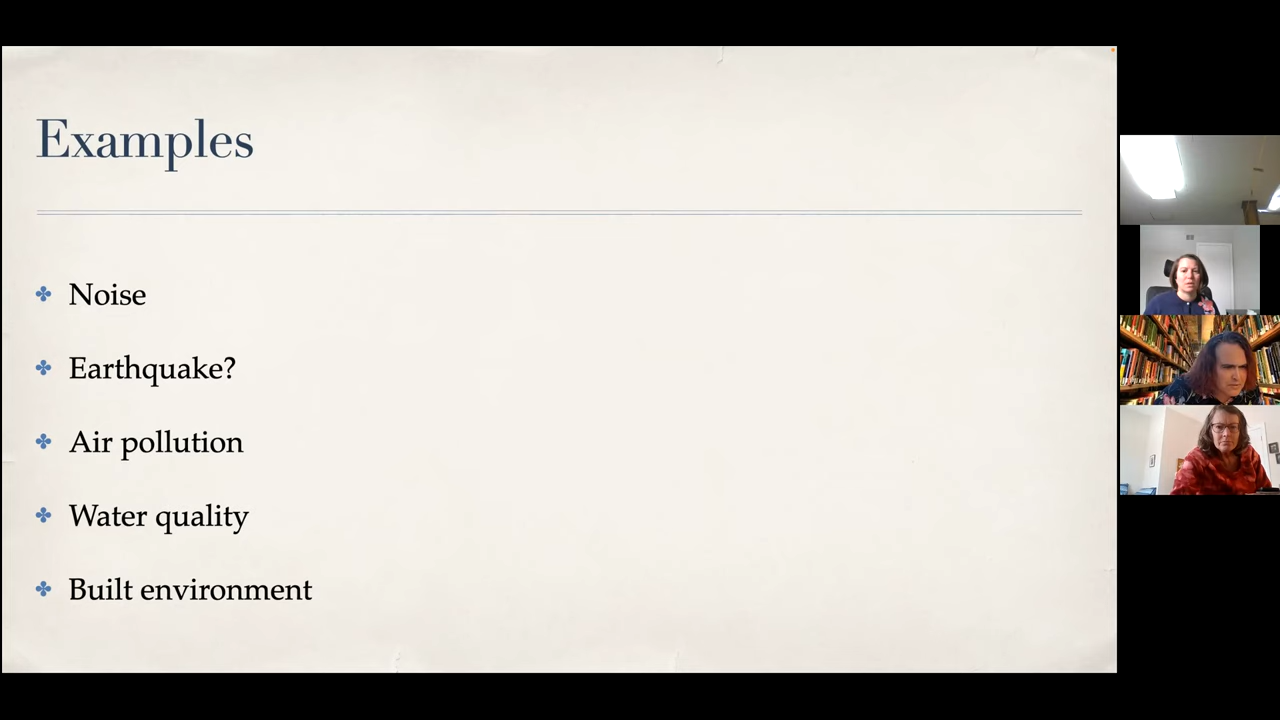 Examples
Noise
Earthquake?
Air pollution
Water quality
Built environment